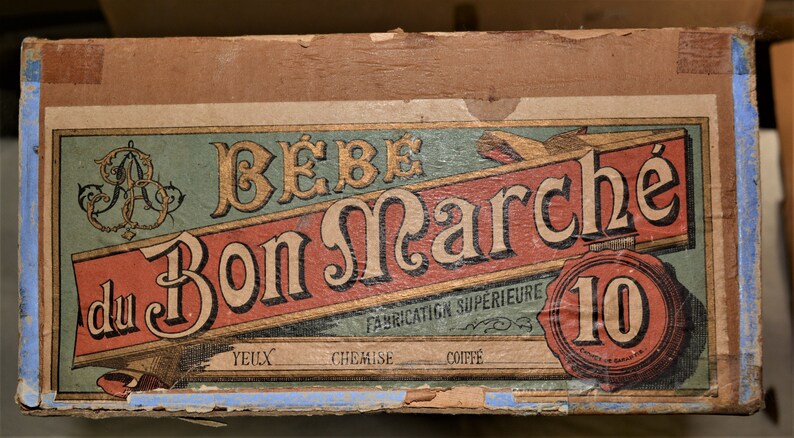 BÉBÉ
du Bon Marché
FABRICATION SUPÉRIEURE
10
YEUX CHEMISE COIFFÉ